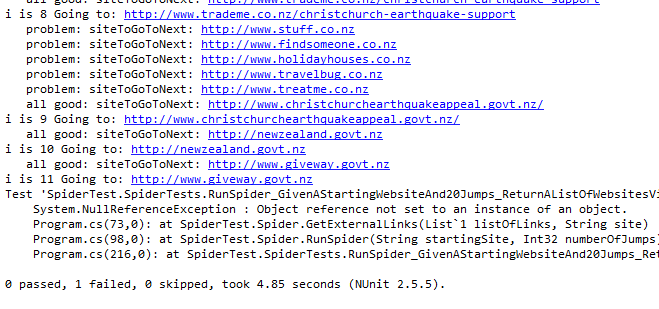 all good: siteToGoToNext: http://www.trademe.co.nz/christchurch-earthquake-support
i is 8 Going to: http://www.trademe.co.nz/christchurch-earthquake-support
problem: siteToGoToNext: http://www.stuff.co.nz
problem: siteToGoToNext: http://www.findsomeone.co.nz
problem: siteToGoToNext: http://www.holidayhouses.co.nz
problem: siteToGoToNext: http://www.travelbug.co.nz
problem: siteToGoToNext: http://www.treatme.co.nz
all good: siteToGoToNext: http://www.christchurchearthquakeappeal.govt.nz/
i is 9 Going to: http://www.christchurchearthquakeappeal.govt.nz/
all good: siteToGoToNext: http://newzealand.govt.nz
i is 10 Going to: http://newzealand.govt.nz
all good: siteToGoToNext: http://www.giveway.govt.nz
i is 11 Going to: http://www.giveway.govt.nz
Test 'SpiderTest.SpiderTests.RunSpider_GivenAStartingWebsiteAnd20Jumps_ReturnAListOfWebsitesVi
System.NullReferenceException : Object reference not set to an instance of an object.
Program.cs(73,0): at SpiderTest.Spider.GetExternalLinks(List`1 listOfLinks, String site)
Program.cs(98,0): at SpiderTest.Spider.RunSpider(String startingSite, Int32 numberOfJumps)
Program.cs(216,0): at SpiderTest.SpiderTests.RunSpider_GivenAStartingWebsiteAnd20Jumps_Ret
0 passed, 1 failed, 0 skipped, took 4.85 seconds (NUnit 2.5.5).